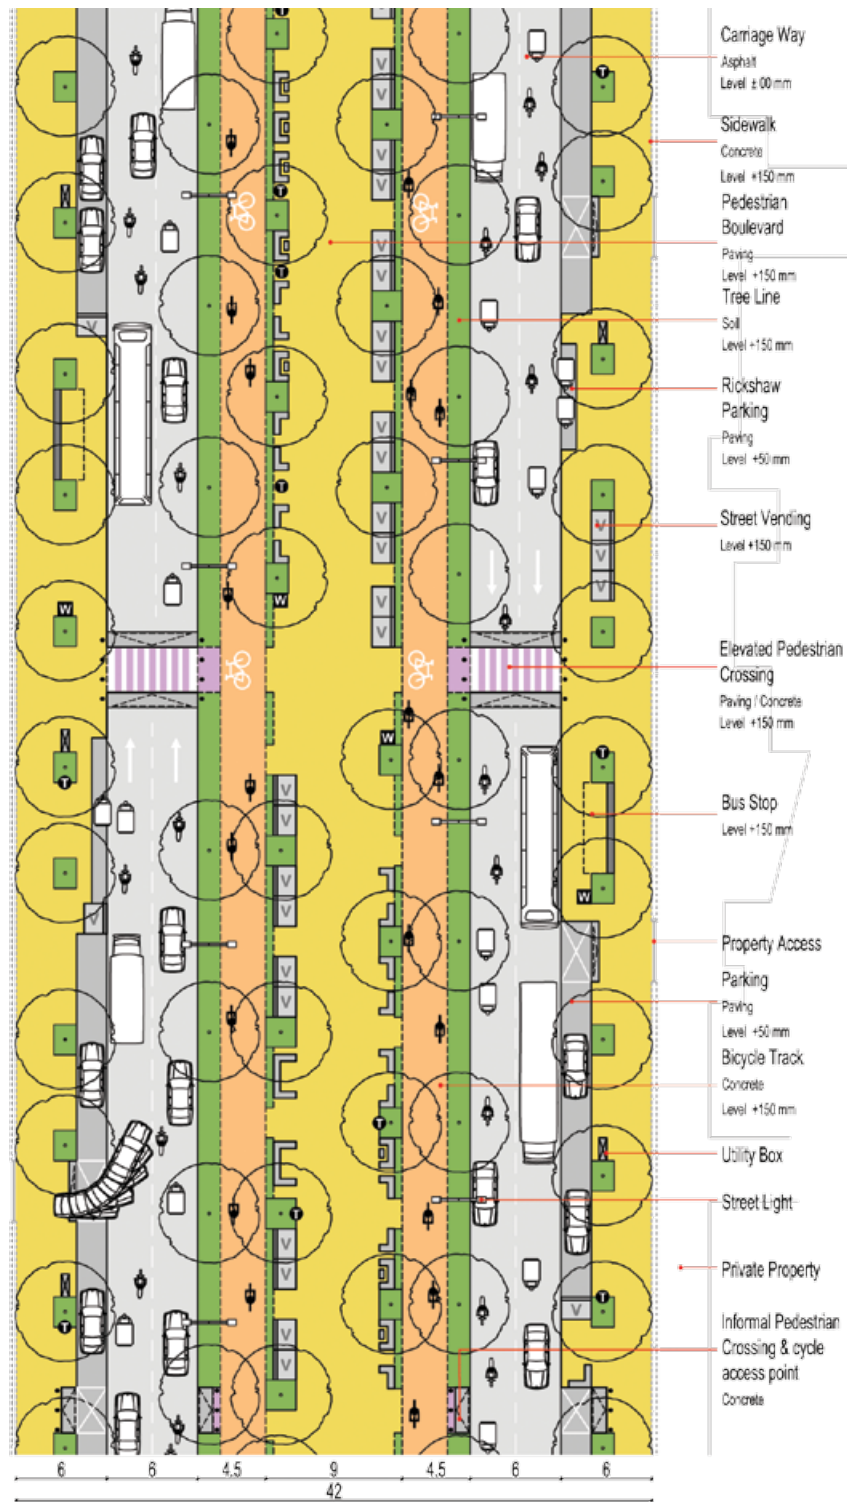 Carriage Way
Asphalt
Level ± 00 mm
Sidewalk
Concrete
Level +150 mm
Pedestrian
Boulevard
Paving
Level +150 mm
Tree Line
Soil
Level +150 mm
Rickshaw
Parking
Paving
Level +50 mm
Street Vending
Level +150 mm
Elevated Pedestrian
Crossing
Paving / Concrete
Level +150 mm
Bus Stop
Level +150 mm
Property Access
Parking
Paving
Level +50 mm
Bicycle Track
Concrete
Level +150 mm
Utility Box
Street Light
Private Property
Informal Pedestrian
Crossing & cycle
access point
Concrete
6 6 4.5 9 4.5 6 6
42